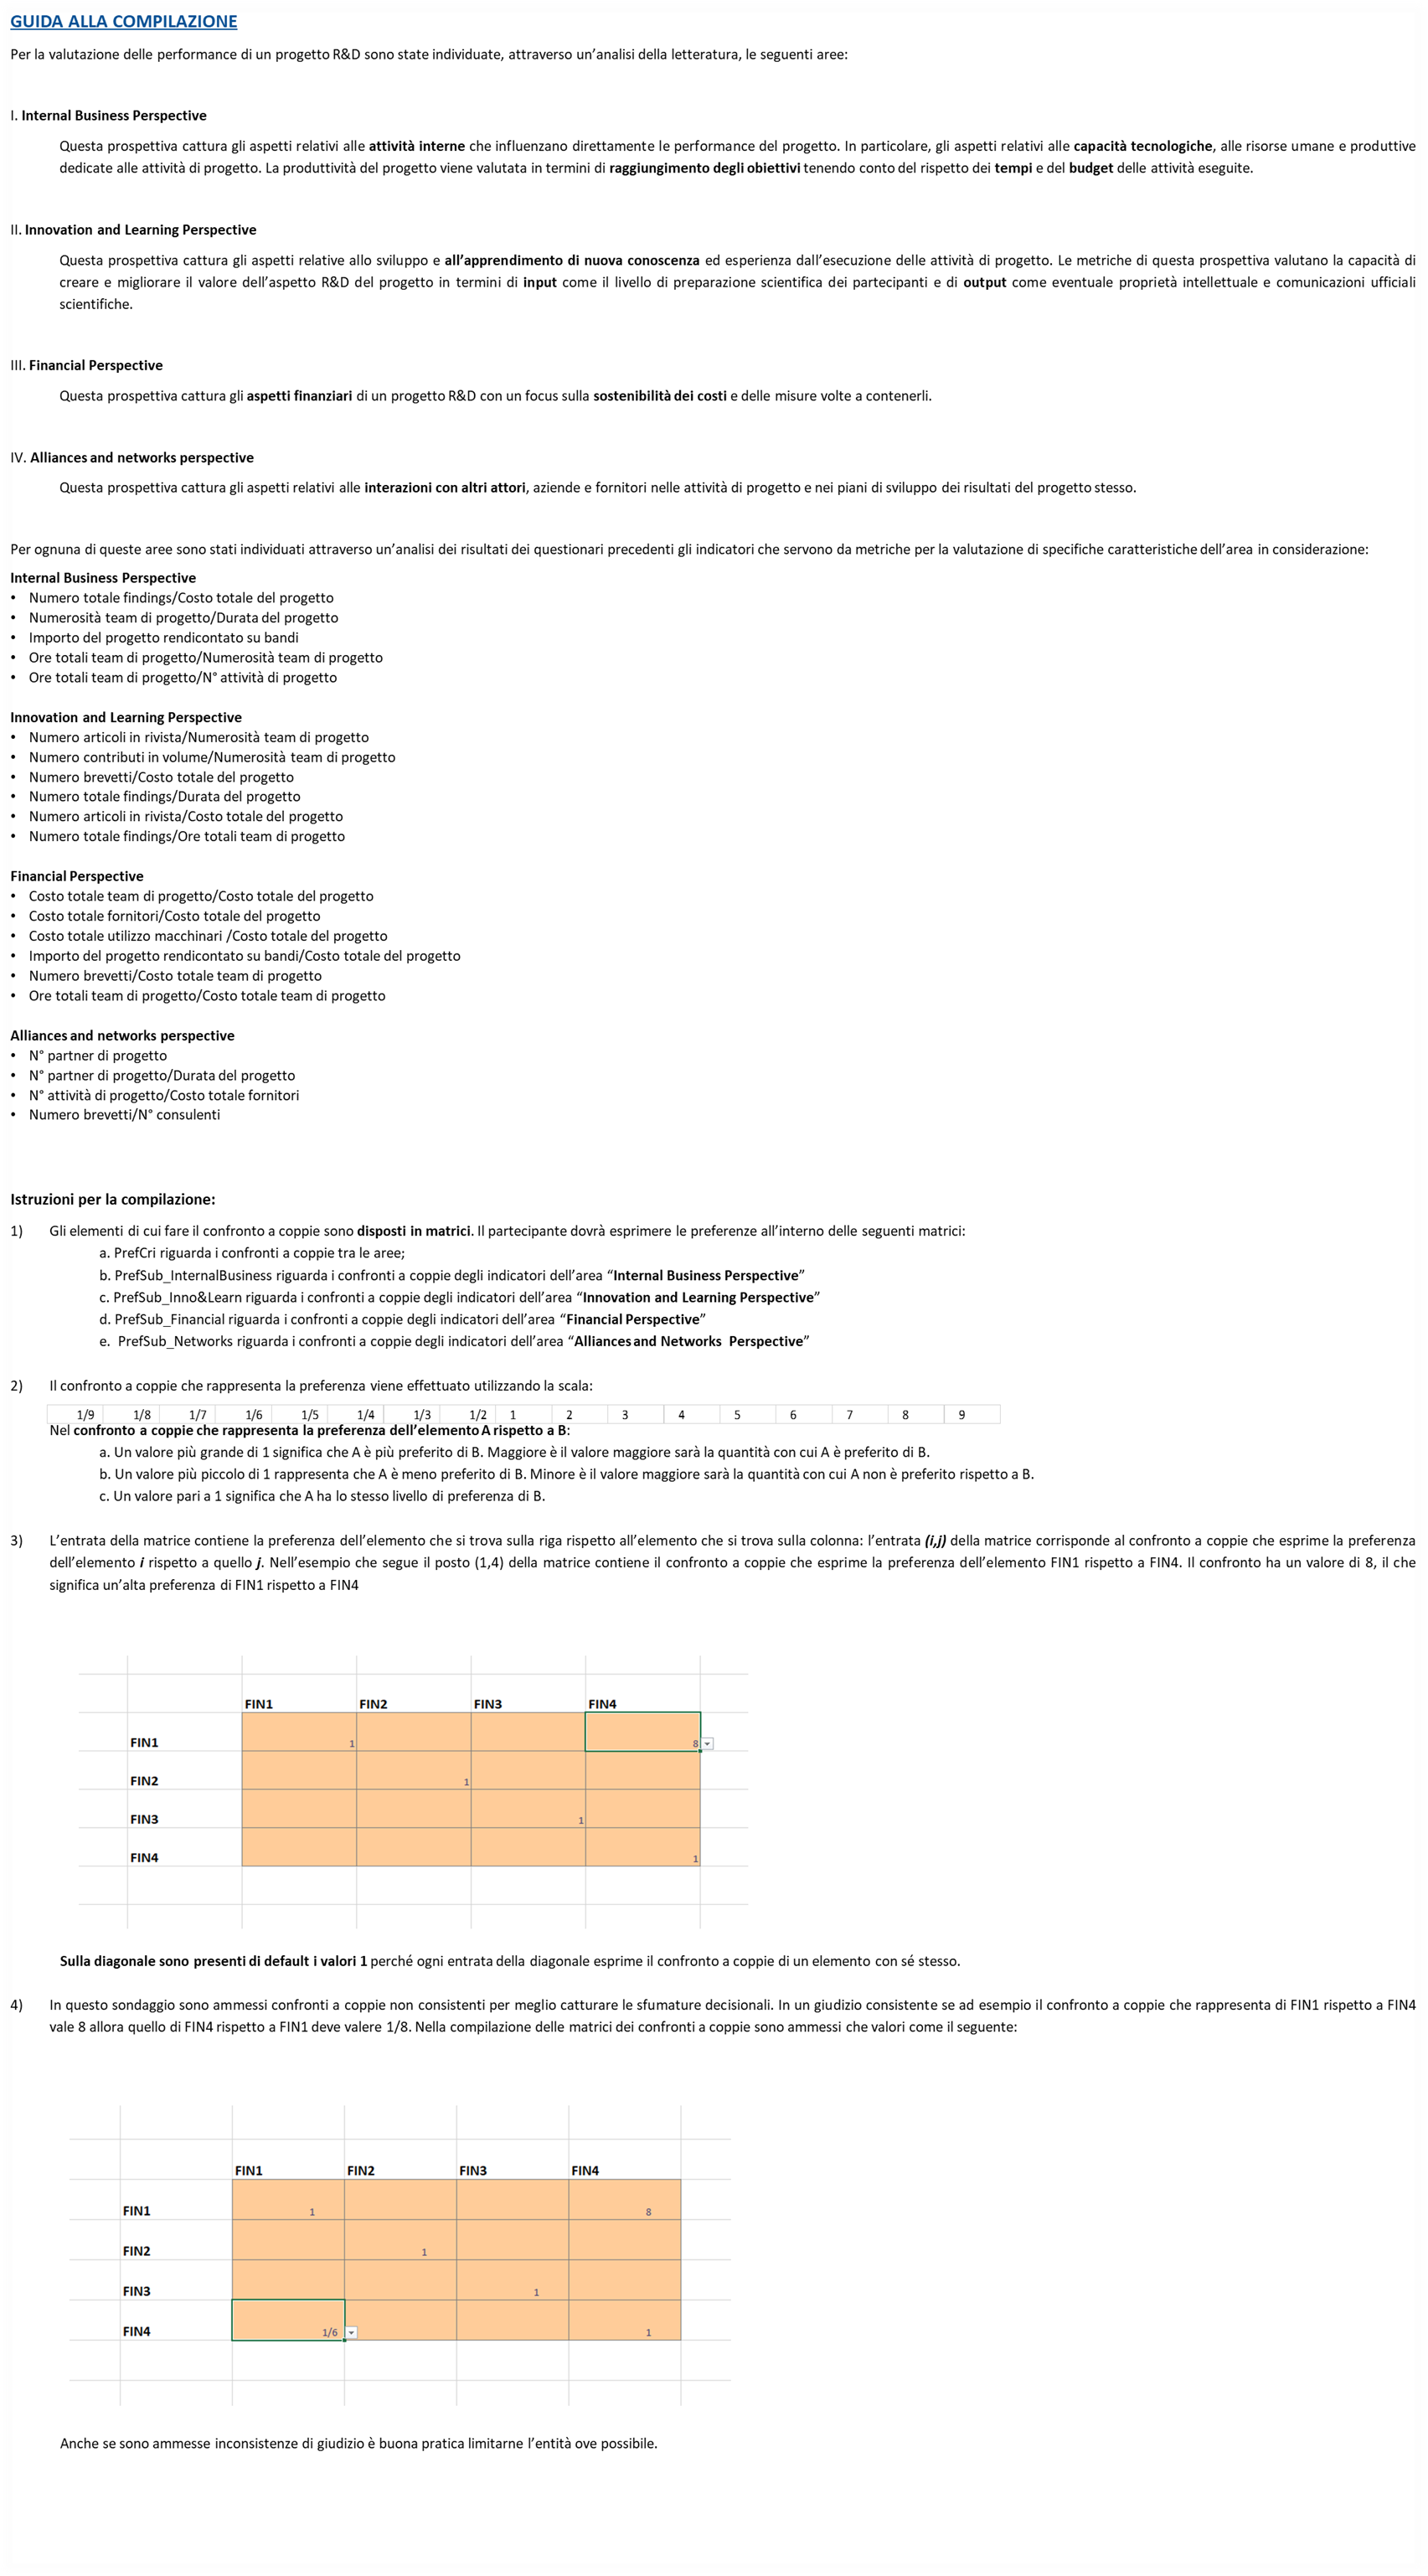 GUIDA ALLA COMPILAZIONE
Per la valutazione delle performance di un progetto R&D sono state individuate, attraverso un'analisi della letteratura, le seguenti aree:
I. Internal Business Perspective
Questa prospettiva cattura gli aspetti relativi alle attività interne che influenzano direttamente le performance del progetto. In particolare, gli aspetti relativi alle capacità tecnologiche, alle risorse umane e produttive
dedicate alle attività di progetto. La produttività del progetto viene valutata in termini di raggiungimento degli obiettivi tenendo conto del rispetto dei tempi e del budget delle attività eseguite.
II. Innovation and Learning Perspective
Questa prospettiva cattura gli aspetti relative allo sviluppo e all'apprendimento di nuova conoscenza ed esperienza dall'esecuzione delle attività di progetto. Le metriche di questa prospettiva valutano la capacità di
creare e migliorare il valore dell'aspetto R&D del progetto in termini di input come il livello di preparazione scientifica dei partecipanti e di output come eventuale proprietà intellettuale e comunicazioni ufficiali
scientifiche.
III. Financial Perspective
Questa prospettiva cattura gli aspetti finanziari di un progetto R&D con un focus sulla sostenibilità dei costi e delle misure volte a contenerli.
IV. Alliances and networks perspective
Questa prospettiva cattura gli aspetti relativi alle interazioni con altri attori, aziende e fornitori nelle attività di progetto e nei piani di sviluppo dei risultati del progetto stesso.
Per ognuna di queste aree sono stati individuati attraverso un'analisi dei risultati dei questionari precedenti gli indicatori che servono da metriche per la valutazione di specifiche caratteristiche dell'area in considerazione:
Internal Business Perspective
• Numero totale findings/Costo totale del progetto
• Numerosità team di progetto/Durata del progetto
• Importo del progetto rendicontato su bandi
• Ore totali team di progetto/Numerosità team di progetto
• Ore totali team di progetto/N° attività di progetto
Innovation and Learning Perspective
• Numero articoli in rivista/Numerosità team di progetto
• Numero contributi in volume/Numerosità team di progetto
• Numero brevetti/Costo totale del progetto
• Numero totale findings/Durata del progetto
• Numero articoli in rivista/Costo totale del progetto
• Numero totale findings/Ore totali team di progetto
Financial Perspective
• Costo totale team di progetto/Costo totale del progetto
• Costo totale fornitori/Costo totale del progetto
• Costo totale utilizzo macchinari /Costo totale del progetto
• Importo del progetto rendicontato su bandi/Costo totale del progetto
• Numero brevetti/Costo totale team di progetto
• Ore totali team di progetto/Costo totale team di progetto
Alliances and networks perspective
• N° partner di progetto
• N° partner di progetto/Durata del progetto
• N° attività di progetto/Costo totale fornitori
• Numero brevetti/N° consulenti
Istruzioni per la compilazione:
1) Gli elementi di cui fare il confronto a coppie sono disposti in matrici. Il partecipante dovrà esprimere le preferenze all'interno delle seguenti matrici:
a. PrefCri riguarda i confronti a coppie tra le aree;
b. PrefSub_InternalBusiness riguarda i confronti a coppie degli indicatori dell'area “Internal Business Perspective”
c. PrefSub_Inno&Learn riguarda i confronti a coppie degli indicatori dell'area “Innovation and Learning Perspective”
d. PrefSub_Financial riguarda i confronti a coppie degli indicatori dell'area “Financial Perspective”
e. PrefSub_Networks riguarda i confronti a coppie degli indicatori dell'area “Alliances and Networks Perspective”
2) Il confronto a coppie che rappresenta la preferenza viene effettuato utilizzando la scala:
1/9 1/8 1/7 1/6 1/5 1/4 1/3 1/2 1 2 3 4 5 6 7 8 9
Nel confronto a coppie che rappresenta la preferenza dell'elemento A rispetto a B:
a. Un valore più grande di 1 significa che A è più preferito di B. Maggiore è il valore maggiore sarà la quantità con cui A è preferito di B.
b. Un valore più piccolo di 1 rappresenta che A è meno preferito di B. Minore è il valore maggiore sarà la quantità con cui A non è preferito rispetto a B.
c. Un valore pari a 1 significa che A ha lo stesso livello di preferenza di B.
3) L'entrata della matrice contiene la preferenza dell'elemento che si trova sulla riga rispetto all'elemento che si trova sulla colonna: l'entrata (i,j) della matrice corrisponde al confronto a coppie che esprime la preferenza
dell'elemento i rispetto a quello j. Nell'esempio che segue il posto (1,4) della matrice contiene il confronto a coppie che esprime la preferenza dell'elemento FIN1 rispetto a FIN4. Il confronto ha un valore di 8, il che
significa un'alta preferenza di FIN1 rispetto a FIN4
FIN1 FIN2 FIN3 FIN4
FIN1 1 8
FIN2 1
FIN3 1
FIN4 1
Sulla diagonale sono presenti di default i valori 1 perché ogni entrata della diagonale esprime il confronto a coppie di un elemento con sé stesso.
4) In questo sondaggio sono ammessi confronti a coppie non consistenti per meglio catturare le sfumature decisionali. In un giudizio consistente se ad esempio il confronto a coppie che rappresenta di FIN1 rispetto a FIN4
vale 8 allora quello di FIN4 rispetto a FIN1 deve valere 1/8. Nella compilazione delle matrici dei confronti a coppie sono ammessi che valori come il seguente:
FIN1 FIN2 FIN3 FIN4
FIN1 1 8
FIN2 1
FIN3 1
FIN4 1/6 1
Anche se sono ammesse inconsistenze di giudizio è buona pratica limitarne l'entità ove possibile.